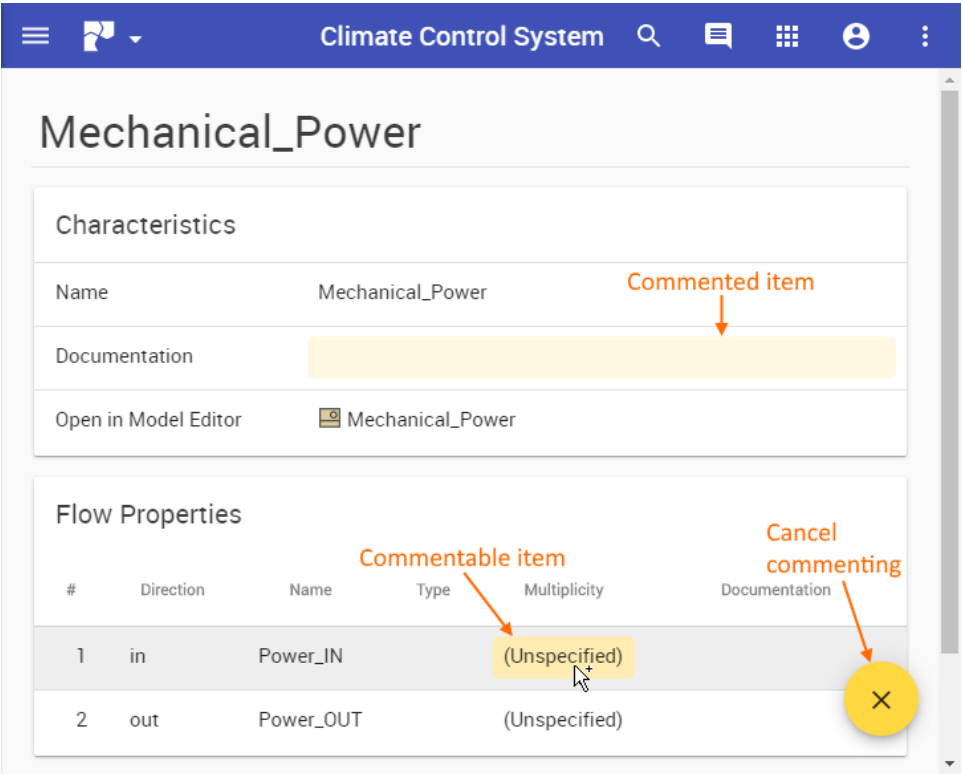 Climate Control System
Mechanical_Power
Characteristics
Name Mechanical_Power
Commented item
Documentation
Open in Model Editor Mechanical_Power
Flow Properties
Cancel
commenting
Commentable item
# Direction Name Type Multiplicity Documentation
1 in Power_IN (Unspecified)
2 out Power_OUT (Unspecified)